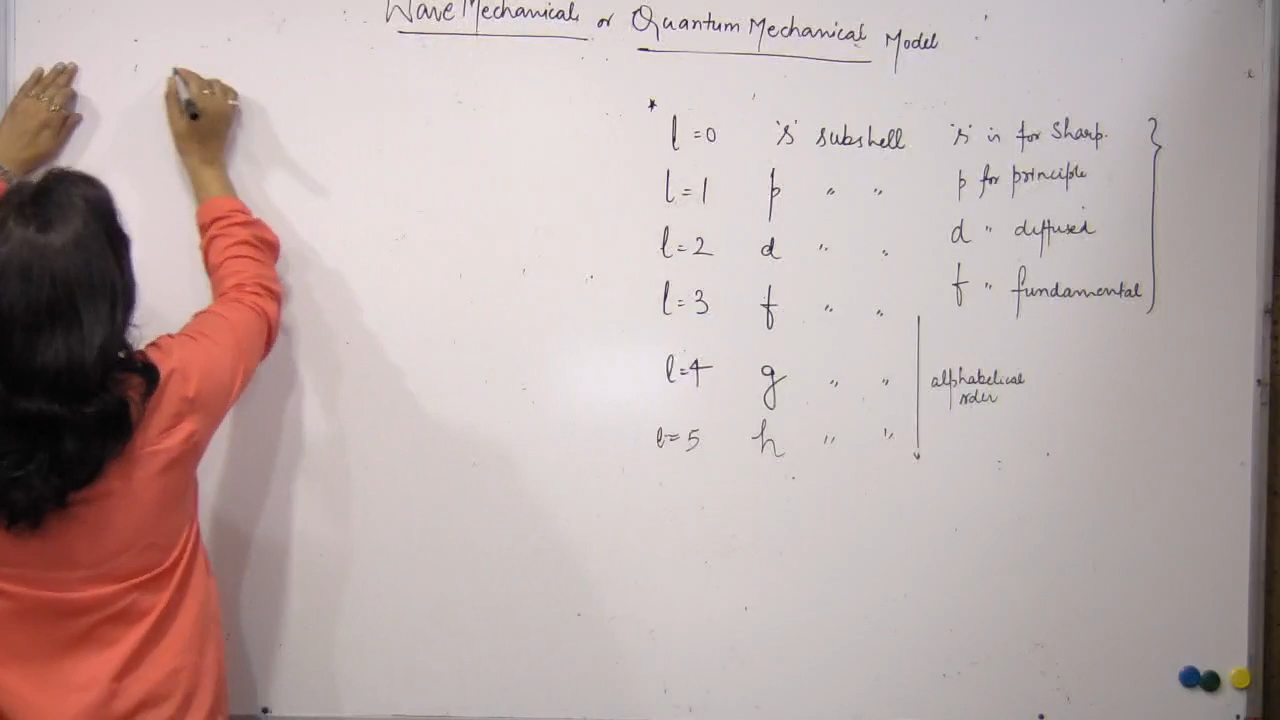 Wave Mechanical or Quantum Mechanical Model
* l = 0 's' subshell 's' is for Sharp.
l = 1 p " " p for principle
l = 2 d " " d " diffused
l = 3 f " " f " fundamental
l = 4 g " " alphabetical
order
l = 5 h " "